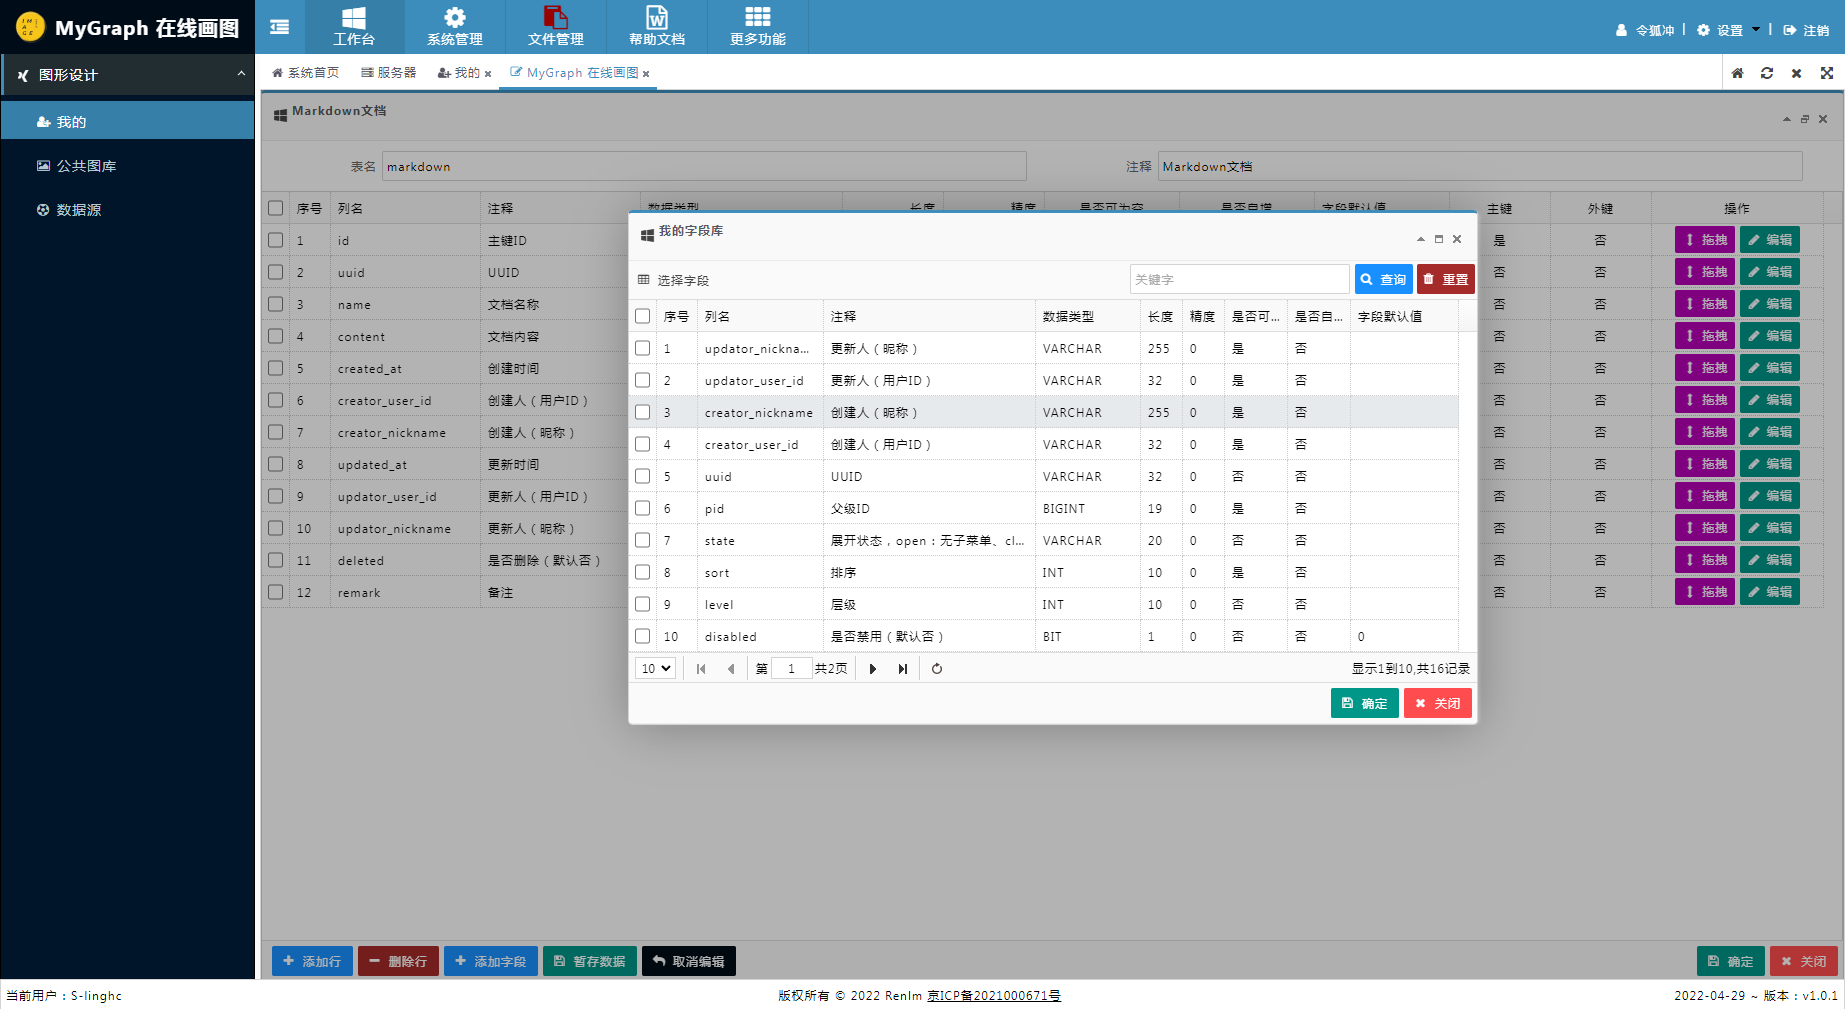 MyGraph 在线画图
工作台
系统管理
文件管理
帮助文档
更多功能
令狐冲 | 设置 | 注销
图形设计
我的
公共图库
数据源
系统首页 服务器 我的 MyGraph 在线画图
Markdown文档
表名 markdown 注释 Markdown文档
序号 列名 注释 数据类型 长度 精度 是否可为空 是否自增 字段默认值 主键 外键 操作
1 id 主键ID 是 否 拖拽 编辑
2 uuid UUID 否 否 拖拽 编辑
3 name 文档名称 否 否 拖拽 编辑
4 content 文档内容 否 否 拖拽 编辑
5 created_at 创建时间 否 否 拖拽 编辑
6 creator_user_id 创建人（用户ID） 否 否 拖拽 编辑
7 creator_nickname 创建人（昵称） 否 否 拖拽 编辑
8 updated_at 更新时间 否 否 拖拽 编辑
9 updator_user_id 更新人（用户ID） 否 否 拖拽 编辑
10 updator_nickname 更新人（昵称） 否 否 拖拽 编辑
11 deleted 是否删除（默认否） 否 否 拖拽 编辑
12 remark 备注 否 否 拖拽 编辑
我的字段库
选择字段 关键字 查询 重置
序号 列名 注释 数据类型 长度 精度 是否可... 是否自... 字段默认值
1 updator_nickna... 更新人（昵称） VARCHAR 255 0 是 否
2 updator_user_id 更新人（用户ID） VARCHAR 32 0 是 否
3 creator_nickname 创建人（昵称） VARCHAR 255 0 是 否
4 creator_user_id 创建人（用户ID） VARCHAR 32 0 是 否
5 uuid UUID VARCHAR 32 0 否 否
6 pid 父级ID BIGINT 19 0 是 否
7 state 展开状态，open：无子菜单、cl... VARCHAR 20 0 否 否
8 sort 排序 INT 10 0 是 否
9 level 层级 INT 10 0 否 否
10 disabled 是否禁用（默认否） BIT 1 0 否 否 0
10 第 1 共2页 显示1到10,共16记录
确定 关闭
添加行 删除行 添加字段 暂存数据 取消编辑 确定 关闭
当前用户：S-linghc 版权所有 © 2022 Renlm 京ICP备2021000671号 2022-04-29 ~ 版本：v1.0.1